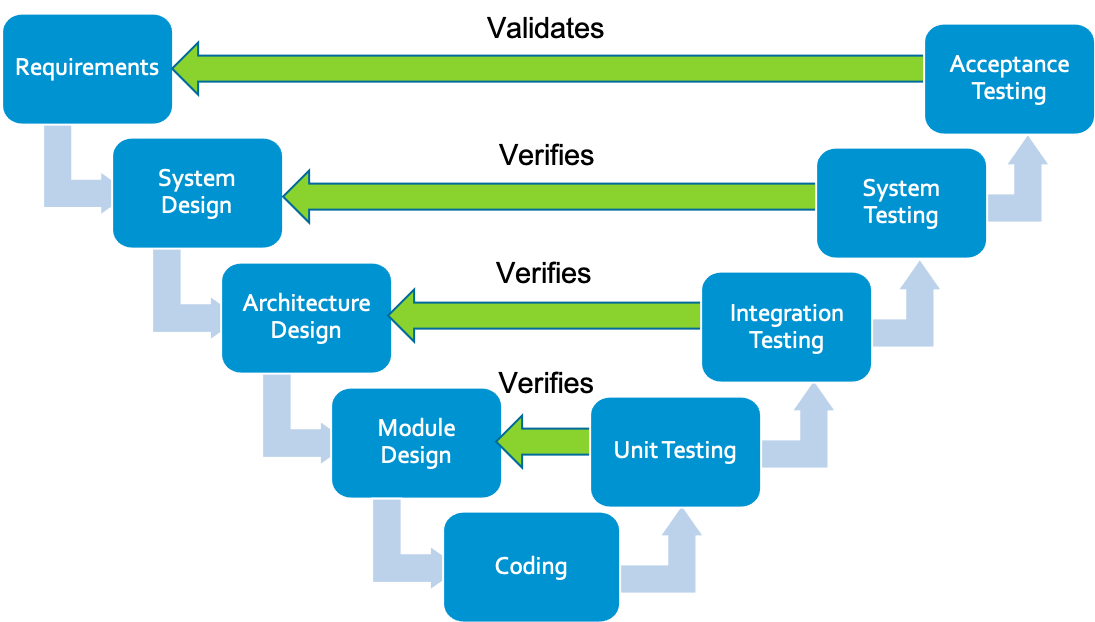 Validates
Requirements
Acceptance
Testing
Verifies
System
Design
System
Testing
Verifies
Architecture
Design
Integration
Testing
Verifies
Module
Design
Unit Testing
Coding